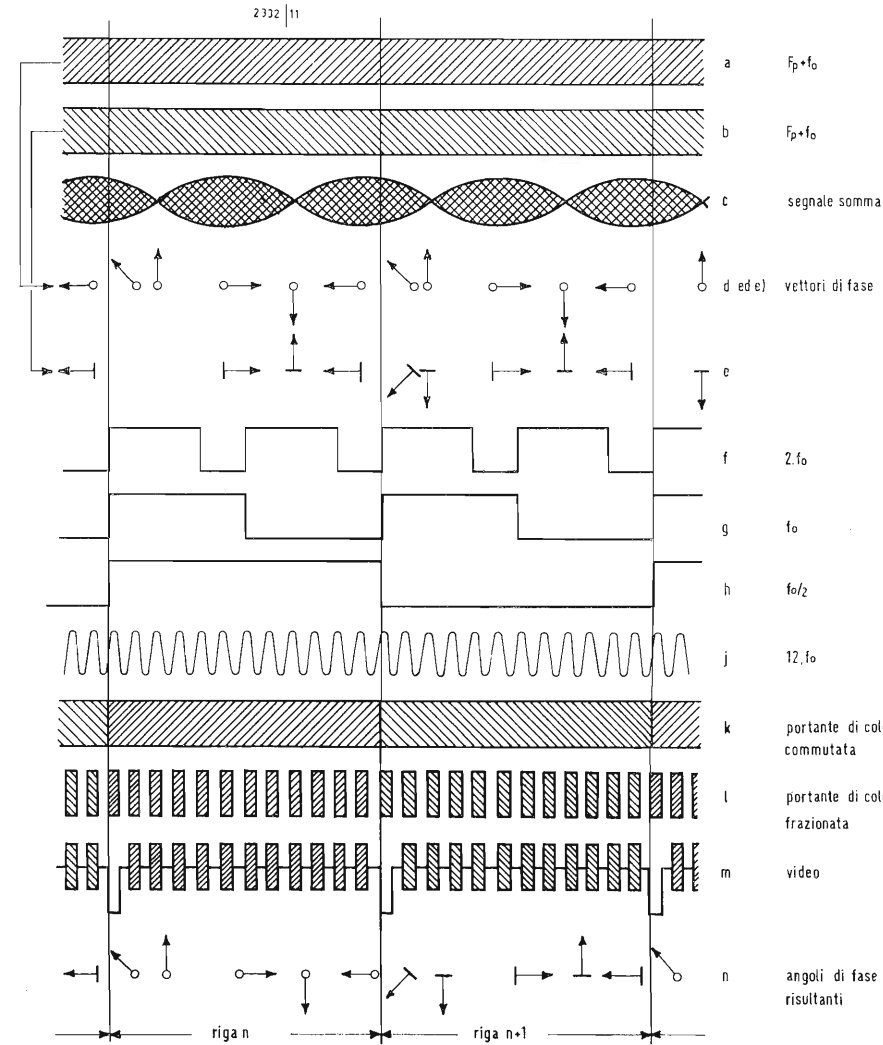 2332 | 11
a Fp+fo
b Fp+fo
c segnale somma
d ed e) vettori di fase
e
f 2.fo
g fo
h fo/2
j 12.fo
k portante di col
commutata
l portante di col
frazionata
m video
n angoli di fase
risultanti
riga n riga n+1